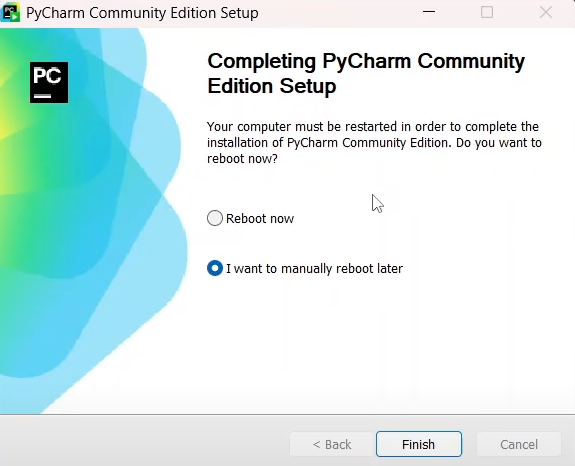 PyCharm Community Edition Setup
PC
Completing PyCharm Community
Edition Setup
Your computer must be restarted in order to complete the
installation of PyCharm Community Edition. Do you want to
reboot now?
Reboot now
I want to manually reboot later
< Back
Finish
Cancel